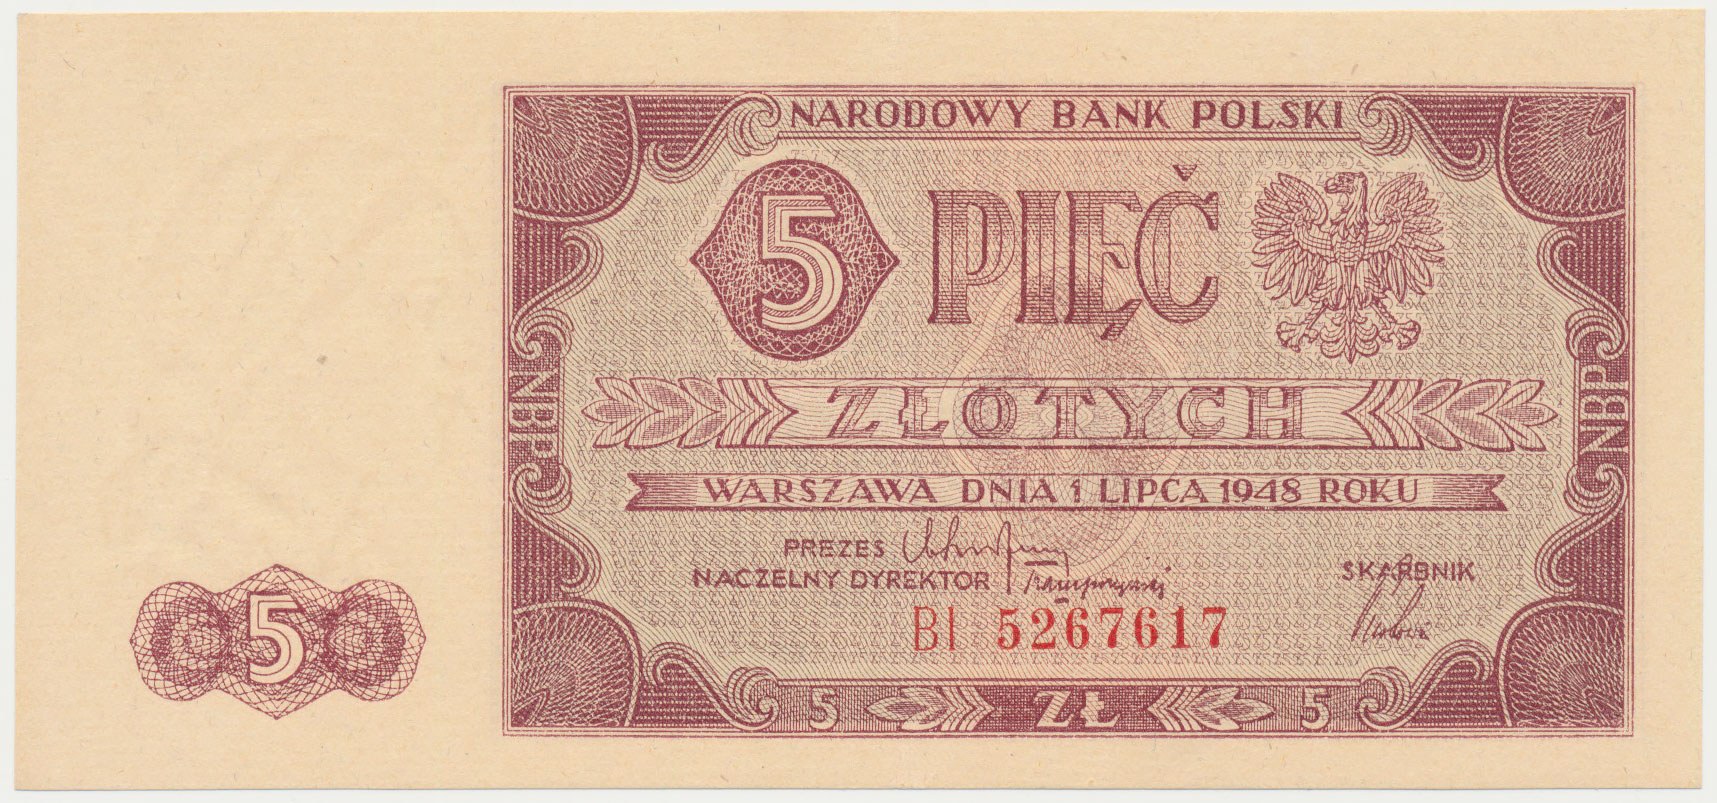 NARODOWY BANK POLSKI
5 PIĘČ
ZŁOTYCH
NBP
NBP
WARSZAWA DNIA 1 LIPCA 1948 ROKU
PREZES
NACZELNY DYREKTOR
SKARBNIK
BI 5267617
5
5 ZŁ 5